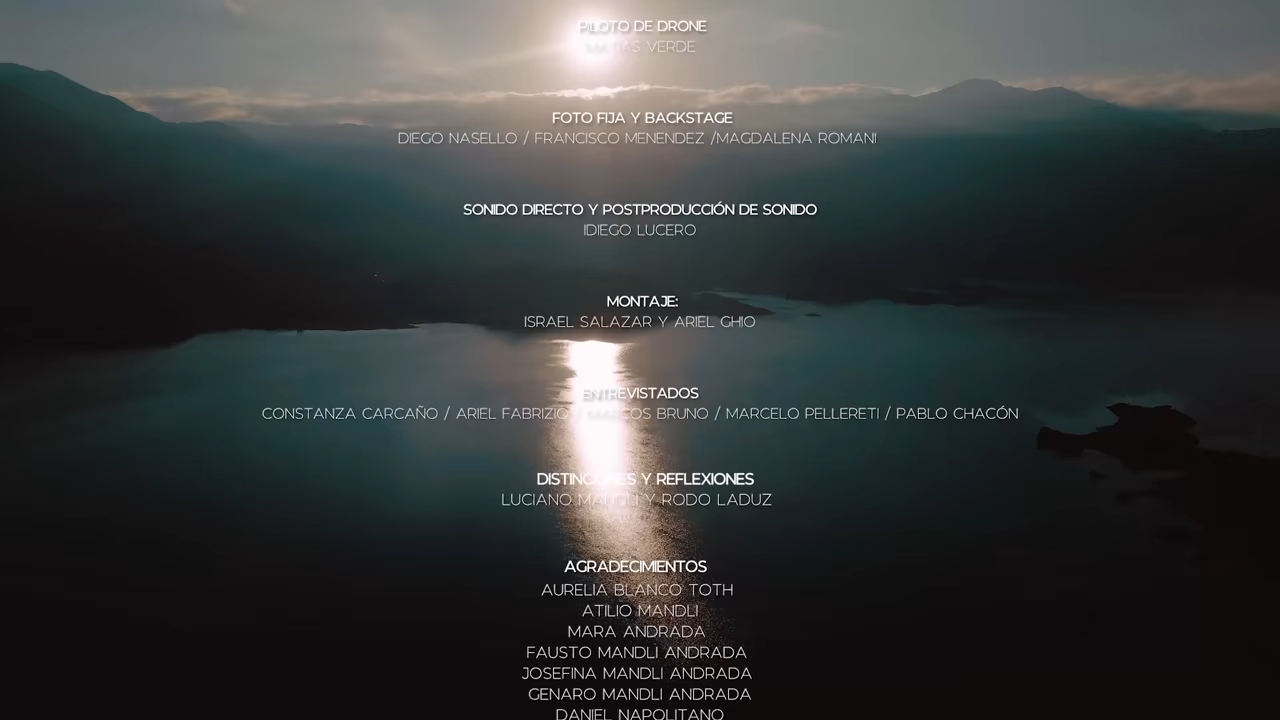 PILOTO DE DRONE
VERDE
FOTO FIJA Y BACKSTAGE
DIEGO NASELLO / FRANCISCO MENENDEZ /MAGDALENA ROMANI
SONIDO DIRECTO Y POSTPRODUCCIÓN DE SONIDO
IDIEGO LUCERO
MONTAJE:
ISRAEL SALAZAR Y ARIEL GHIO
ENTREVISTADOS
CONSTANZA CARCAÑO / ARIEL FABRIZIO / MARCOS BRUNO / MARCELO PELLERETI / PABLO CHACÓN
DISTINCIONES Y REFLEXIONES
LUCIANO MANDLI Y RODO LADUZ
AGRADECIMIENTOS
AURELIA BLANCO TOTH
ATILIO MANDLI
MARA ANDRADA
FAUSTO MANDLI ANDRADA
JOSEFINA MANDLI ANDRADA
GENARO MANDLI ANDRADA
DANIEL NAPOLITANO